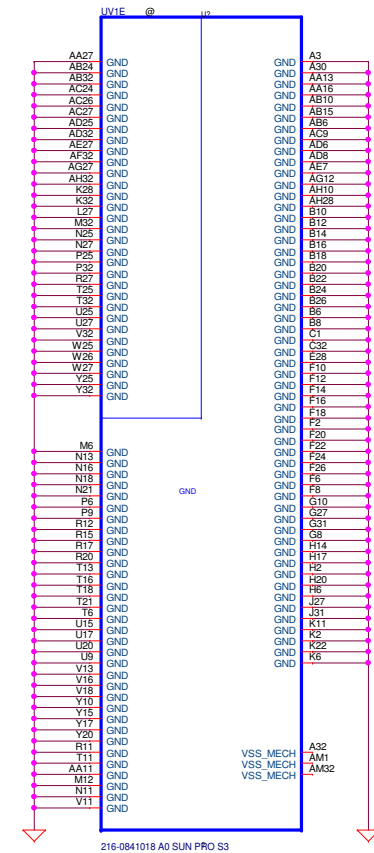 UV1E @ U?
AA27 GND GND A3
AB24 GND GND A30
AB32 GND GND AA13
AC24 GND GND AA16
AC26 GND GND AB10
AC27 GND GND AB15
AD25 GND GND AB6
AD32 GND GND AC9
AE27 GND GND AD6
AF32 GND GND AD8
AG27 GND GND AE7
AH32 GND GND AG12
K28 GND GND AH10
K32 GND GND AH28
L27 GND GND B10
M32 GND GND B12
N25 GND GND B14
N27 GND GND B16
P25 GND GND B18
P32 GND GND B20
R27 GND GND B22
T25 GND GND B24
T32 GND GND B26
U25 GND GND B6
U27 GND GND B8
V32 GND GND C1
W25 GND GND C32
W26 GND GND E28
W27 GND GND F10
Y25 GND GND F12
Y32 GND GND F14
GND F16
GND F18
GND F2
GND F20
M6 GND GND F22
N13 GND GND F24
N16 GND GND F26
N18 GND GND F6
N21 GND GND GND F8
P6 GND GND G10
P9 GND GND G27
R12 GND GND G31
R15 GND GND G8
R17 GND GND H14
R20 GND GND H17
T13 GND GND H2
T16 GND GND H20
T18 GND GND H6
T21 GND GND J27
T6 GND GND J31
U15 GND GND K11
U17 GND GND K2
U20 GND GND K22
U9 GND GND K6
V13 GND
V16 GND
V18 GND
Y10 GND
Y15 GND
Y17 GND
Y20 GND
R11 GND VSS_MECH A32
T11 GND VSS_MECH AM1
AA11 GND VSS_MECH AM32
M12 GND
N11 GND
V11 GND
216-0841018 A0 SUN PRO S3